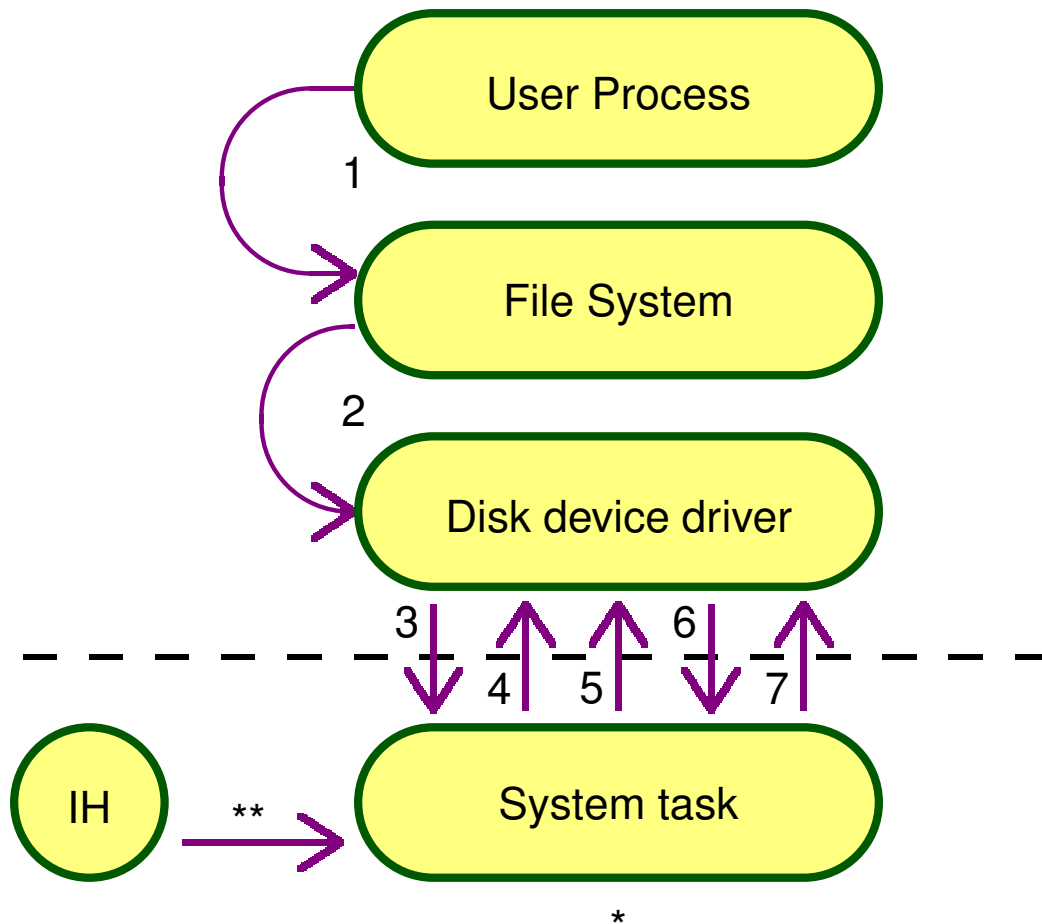 User Process
1
File System
2
Disk device driver
3
6
4
5
7
IH
**
System task
*